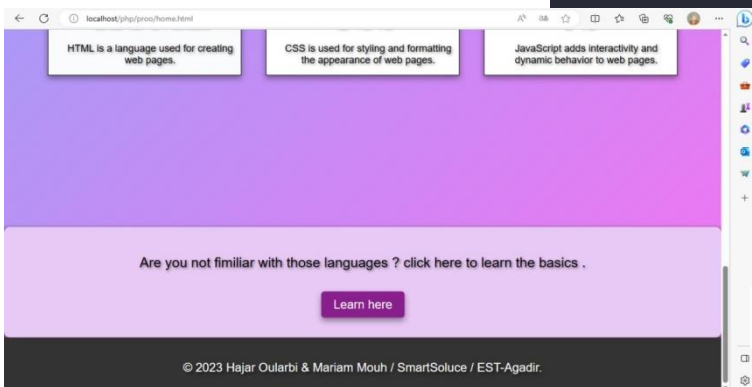 localhost/php/proo/home.html
HTML is a language used for creating
web pages.
CSS is used for styling and formatting
the appearance of web pages.
JavaScript adds interactivity and
dynamic behavior to web pages.
Are you not fimiliar with those languages ? click here to learn the basics .
Learn here
© 2023 Hajar Oularbi & Mariam Mouh / SmartSoluce / EST-Agadir.